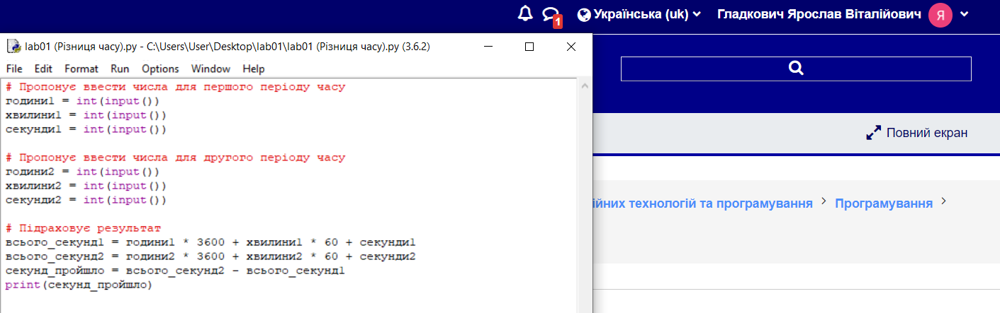 1
Українська (uk)
Гладкович Ярослав Віталійович
Я
lab01 (Різниця часу).py - C:\Users\User\Desktop\lab01\lab01 (Різниця часу).py (3.6.2)
File Edit Format Run Options Window Help
# Пропонує ввести числа для першого періоду часу
години1 = int(input())
хвилини1 = int(input())
секунди1 = int(input())
# Пропонує ввести числа для другого періоду часу
години2 = int(input())
хвилини2 = int(input())
секунди2 = int(input())
# Підраховує результат
всього_секунд1 = години1 * 3600 + хвилини1 * 60 + секунди1
всього_секунд2 = години2 * 3600 + хвилини2 * 60 + секунди2
секунд_пройшло = всього_секунд2 - всього_секунд1
print(секунд_пройшло)
Повний екран
ійних технологій та програмування > Програмування >